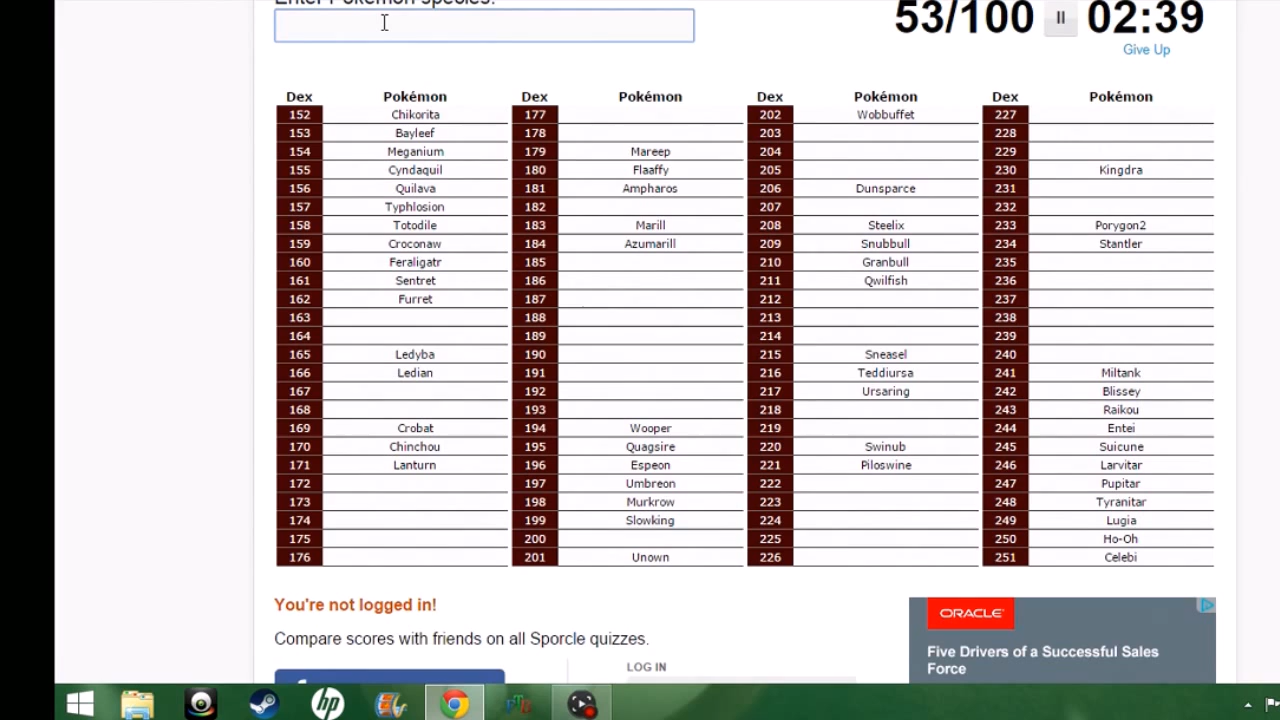 Enter Pokémon species:
53/100 02:39
Give Up
Dex Pokémon Dex Pokémon Dex Pokémon Dex Pokémon
152 Chikorita 177 202 Wobbuffet 227
153 Bayleef 178 203 228
154 Meganium 179 Mareep 204 229
155 Cyndaquil 180 Flaaffy 205 230 Kingdra
156 Quilava 181 Ampharos 206 Dunsparce 231
157 Typhlosion 182 207 232
158 Totodile 183 Marill 208 Steelix 233 Porygon2
159 Croconaw 184 Azumarill 209 Snubbull 234 Stantler
160 Feraligatr 185 210 Granbull 235
161 Sentret 186 211 Qwilfish 236
162 Furret 187 212 237
163 188 213 238
164 189 214 239
165 Ledyba 190 215 Sneasel 240
166 Ledian 191 216 Teddiursa 241 Miltank
167 192 217 Ursaring 242 Blissey
168 193 218 243 Raikou
169 Crobat 194 Wooper 219 244 Entei
170 Chinchou 195 Quagsire 220 Swinub 245 Suicune
171 Lanturn 196 Espeon 221 Piloswine 246 Larvitar
172 197 Umbreon 222 247 Pupitar
173 198 Murkrow 223 248 Tyranitar
174 199 Slowking 224 249 Lugia
175 200 225 250 Ho-Oh
176 201 Unown 226 251 Celebi
You're not logged in!
Compare scores with friends on all Sporcle quizzes.
LOG IN
ORACLE
Five Drivers of a Successful Sales
Force
hp